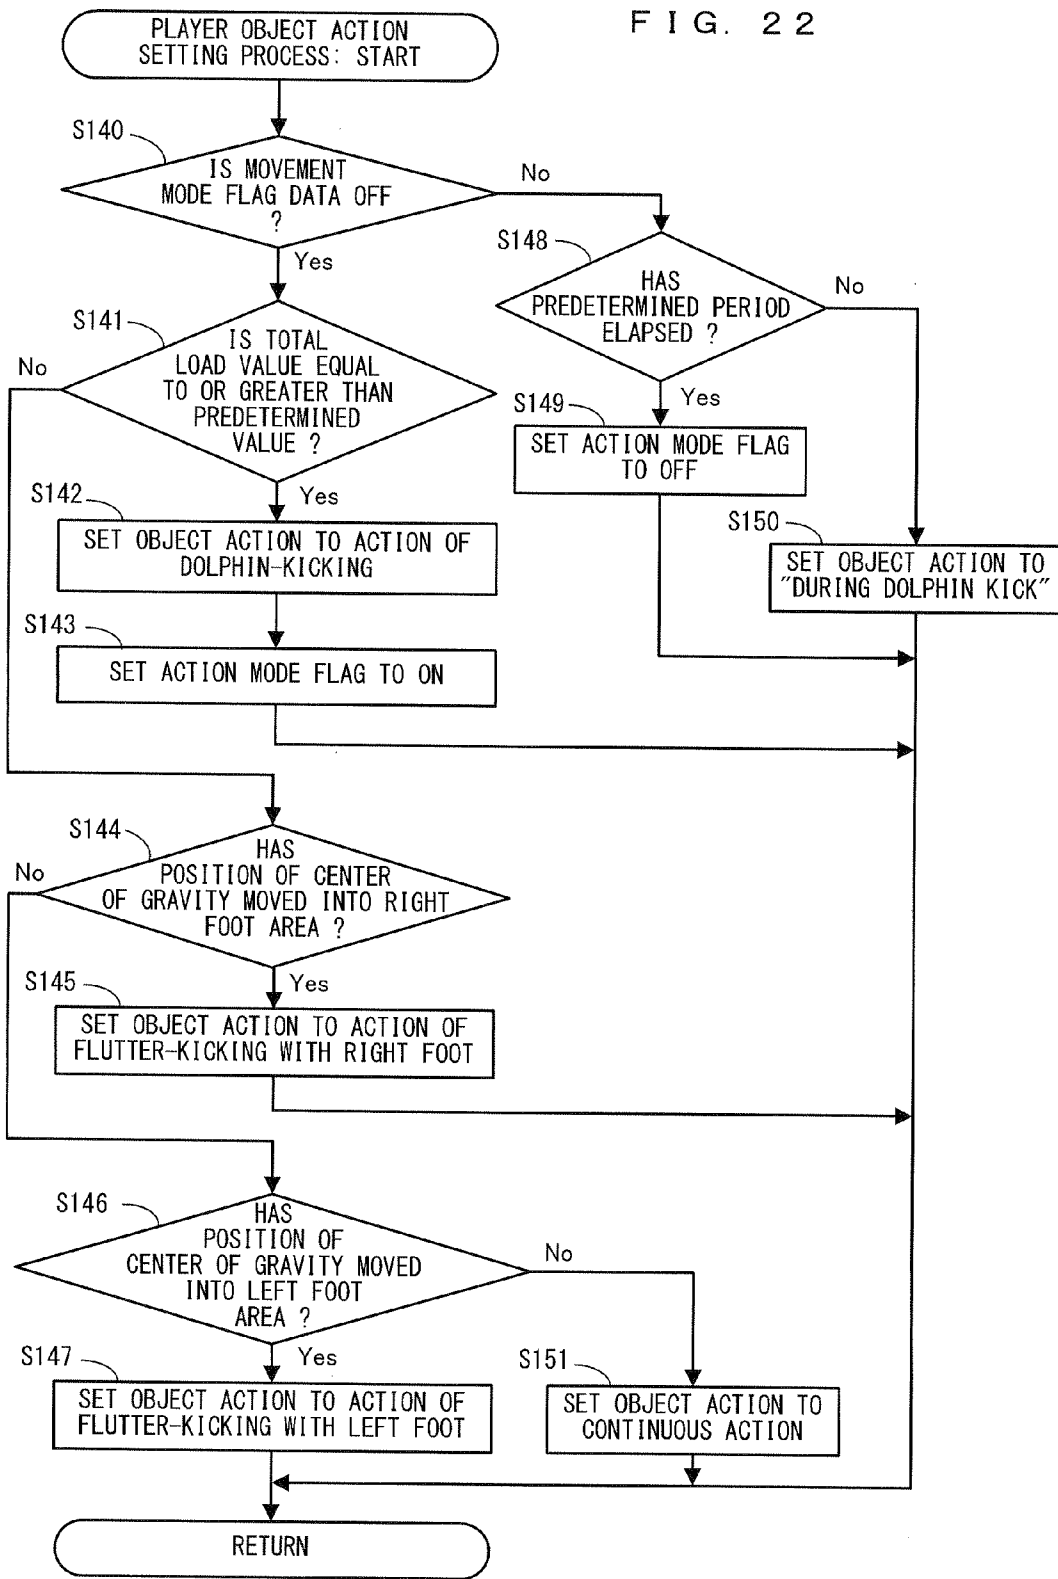 FIG. 22
PLAYER OBJECT ACTION
SETTING PROCESS: START
S140
IS MOVEMENT
MODE FLAG DATA OFF
?
No
Yes
S148
HAS
PREDETERMINED PERIOD
ELAPSED ?
No
Yes
S141
IS TOTAL
LOAD VALUE EQUAL
TO OR GREATER THAN
PREDETERMINED
VALUE ?
No
Yes
S149
SET ACTION MODE FLAG
TO OFF
S142
SET OBJECT ACTION TO ACTION OF
DOLPHIN-KICKING
S150
SET OBJECT ACTION TO
"DURING DOLPHIN KICK"
S143
SET ACTION MODE FLAG TO ON
S144
HAS
POSITION OF CENTER
OF GRAVITY MOVED INTO RIGHT
FOOT AREA ?
No
Yes
S145
SET OBJECT ACTION TO ACTION OF
FLUTTER-KICKING WITH RIGHT FOOT
S146
HAS
POSITION OF
CENTER OF GRAVITY MOVED
INTO LEFT FOOT
AREA ?
No
Yes
S147
SET OBJECT ACTION TO ACTION OF
FLUTTER-KICKING WITH LEFT FOOT
S151
SET OBJECT ACTION TO
CONTINUOUS ACTION
RETURN